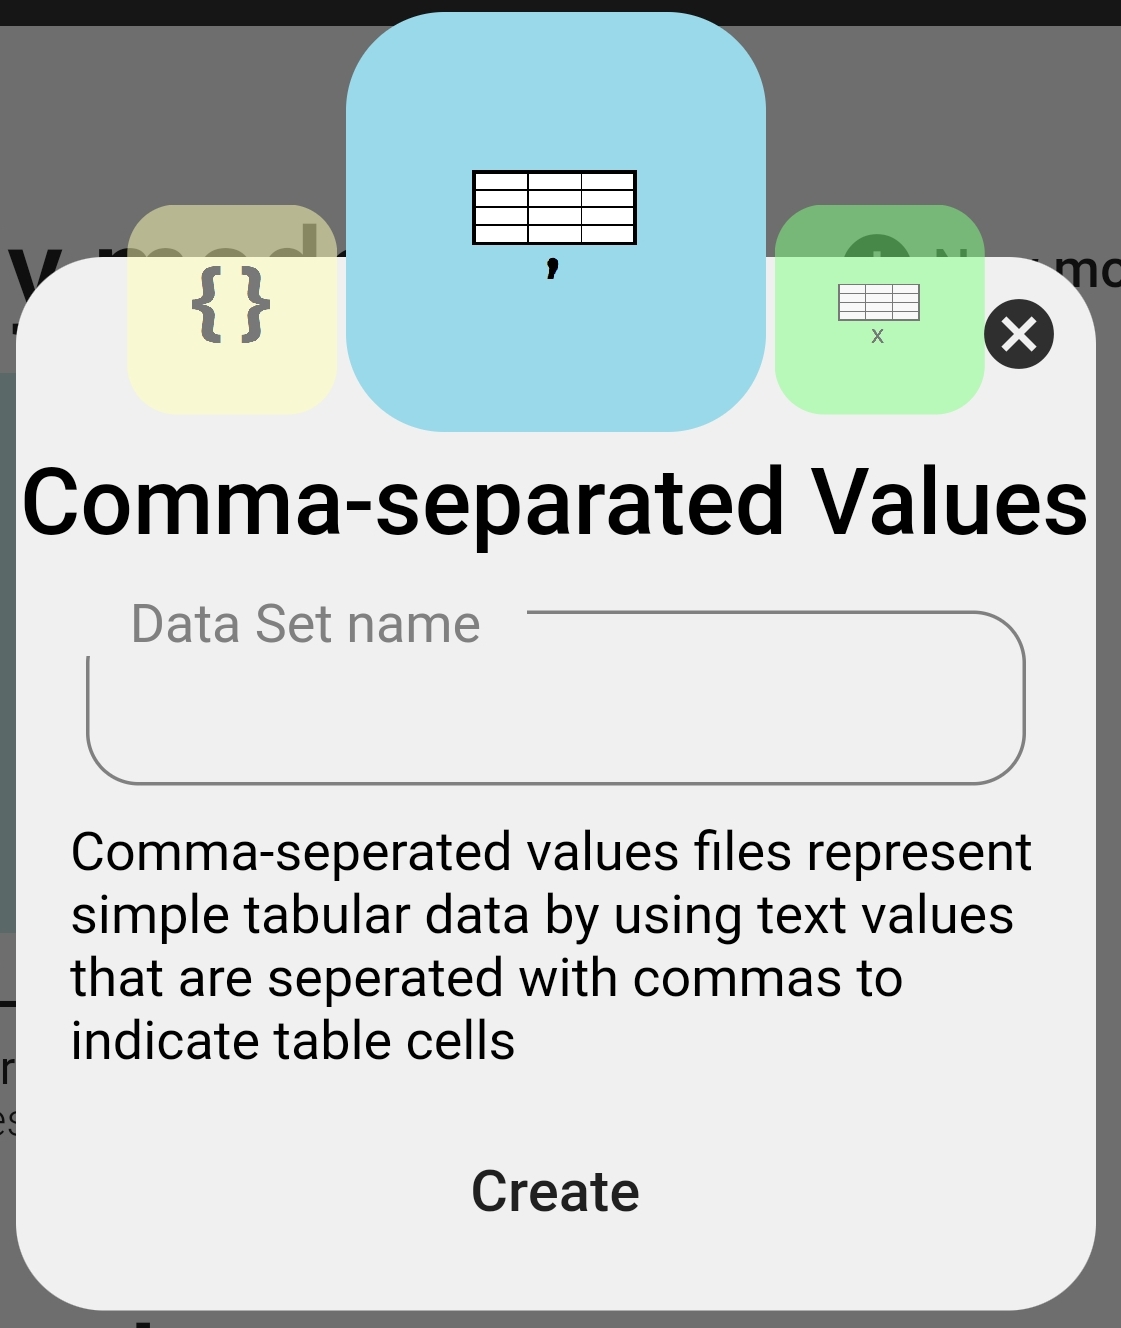 { }
,
x
Comma-separated Values
Data Set name
Comma-seperated values files represent
simple tabular data by using text values
that are seperated with commas to
indicate table cells
Create